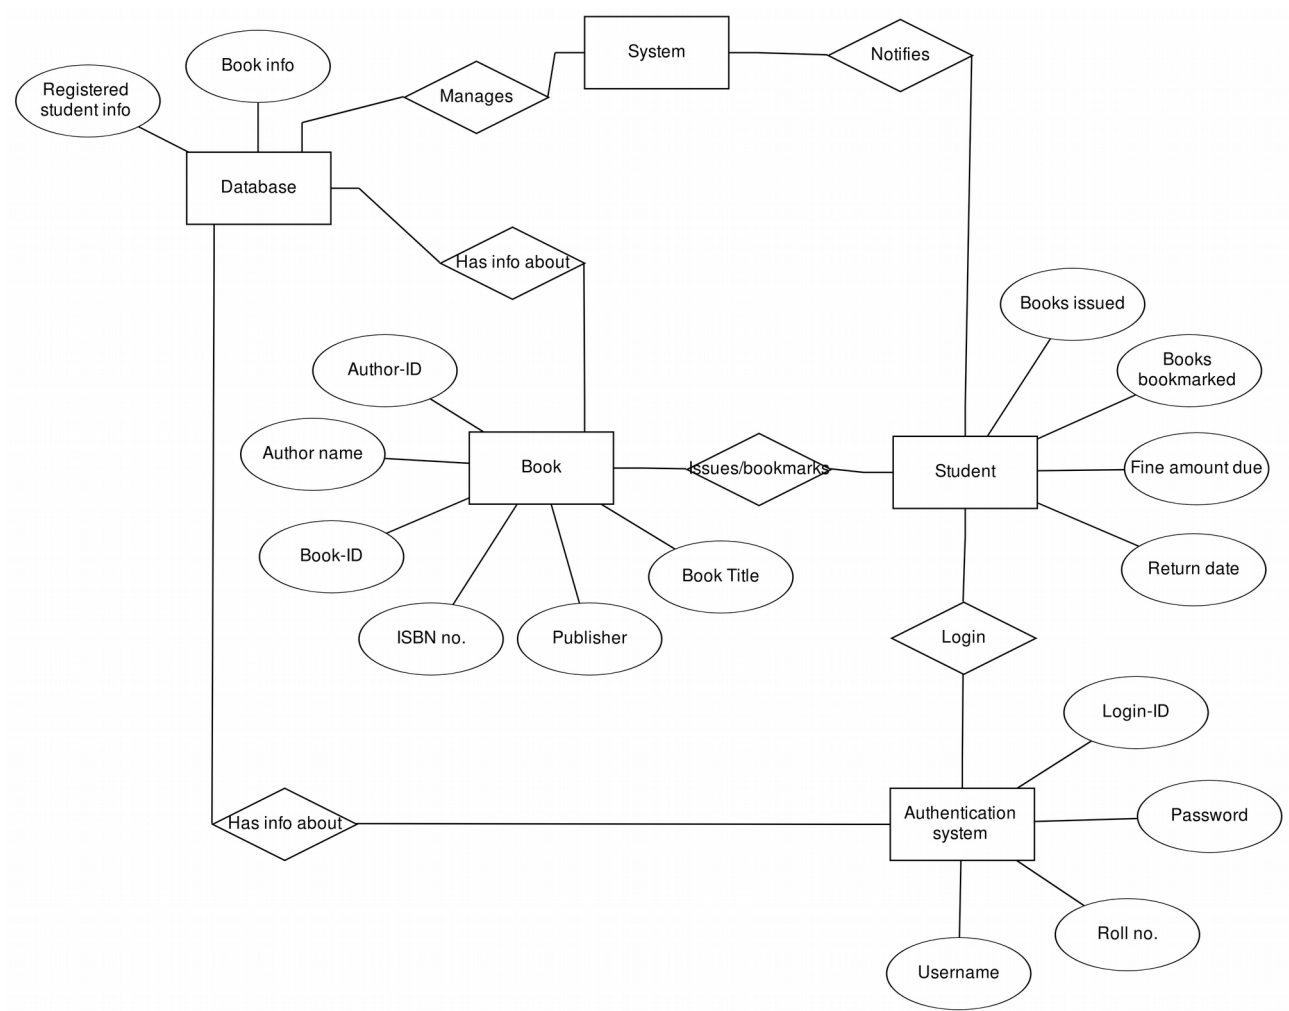 System
Notifies
Book info
Manages
Registered
student info
Database
Has info about
Books issued
Author-ID
Books
bookmarked
Author name
Book
Issues/bookmarks
Student
Fine amount due
Book-ID
Book Title
Return date
ISBN no.
Publisher
Login
Login-ID
Has info about
Authentication
system
Password
Roll no.
Username